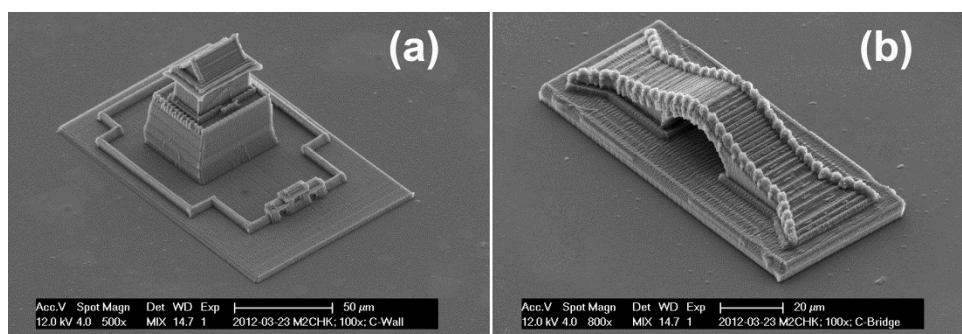 (a)
Acc.V Spot Magn Det WD Exp 50 μm
12.0 kV 4.0 500x MIX 14.7 1 2012-03-23 M2CHK; 100x; C-Wall
(b)
Acc.V Spot Magn Det WD Exp 20 μm
12.0 kV 4.0 800x MIX 14.7 1 2012-03-23 M2CHK; 100x; C-Bridge